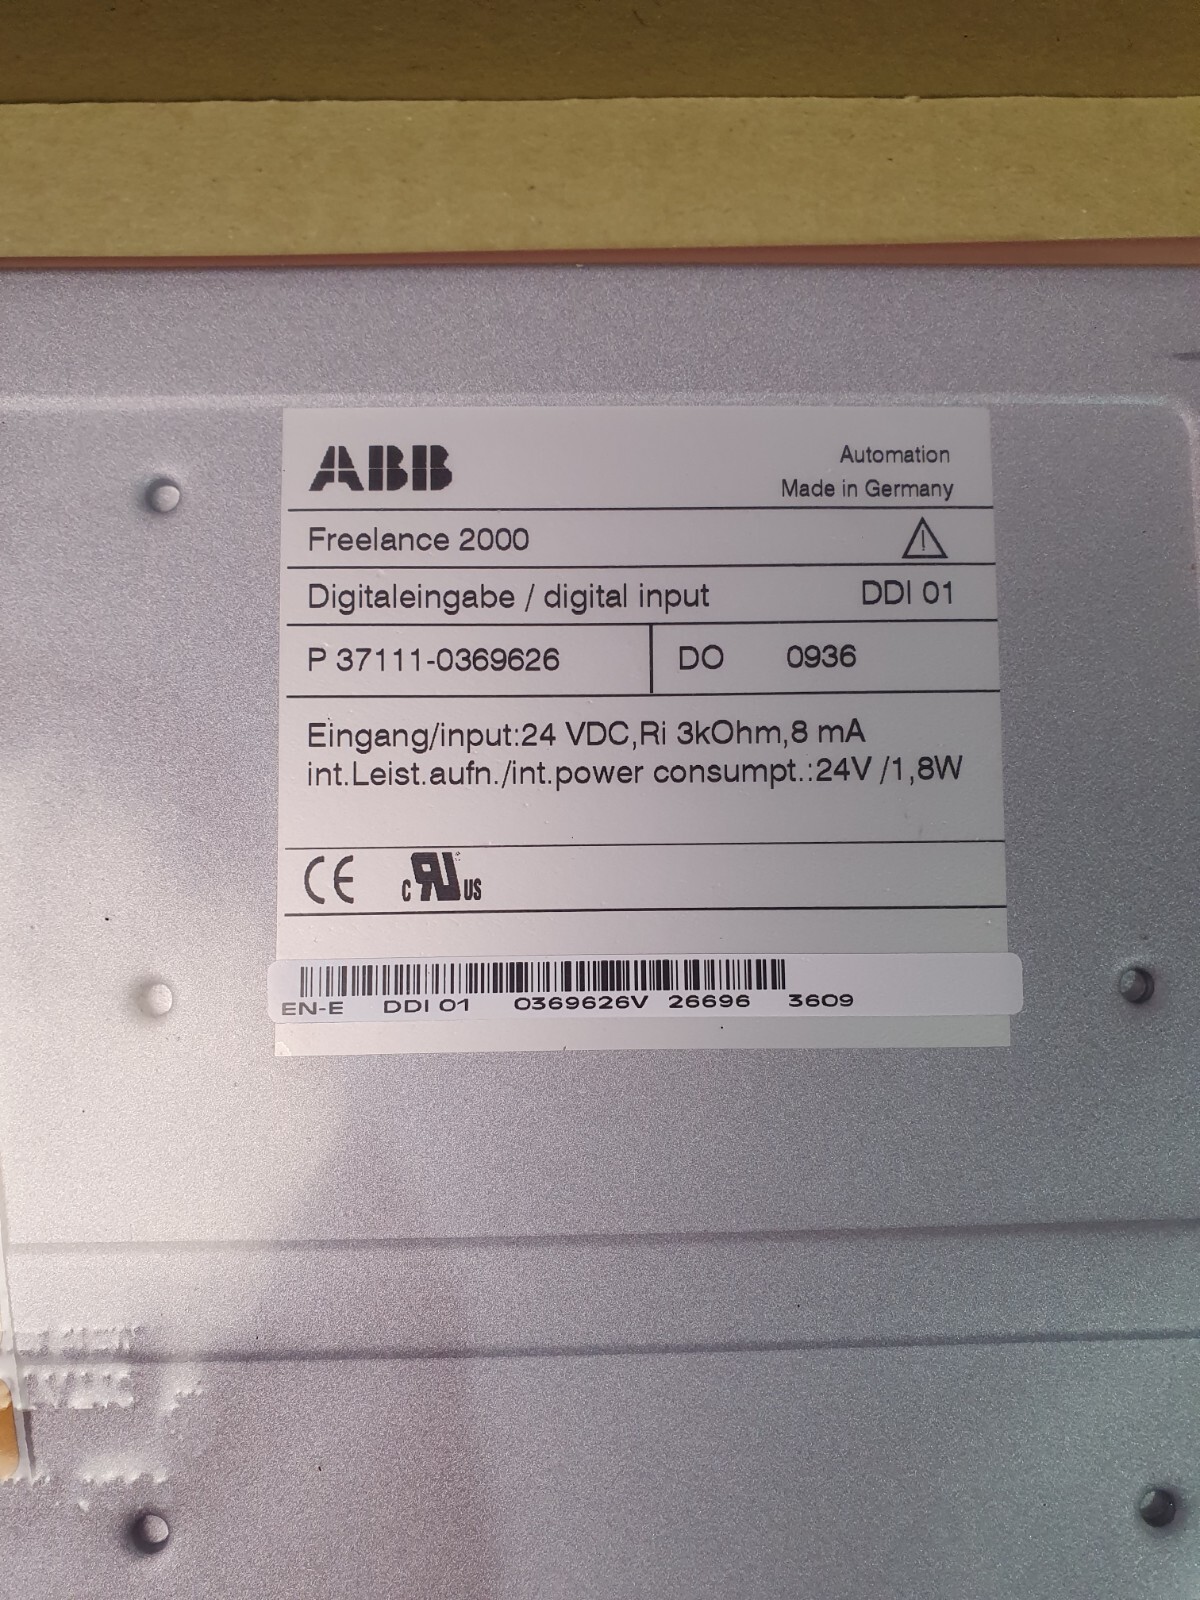 ABB
Automation
Made in Germany
Freelance 2000
Digitaleingabe / digital input DDI 01
P 37111-0369626 DO 0936
Eingang/input:24 VDC,Ri 3kOhm,8 mA
int.Leist.aufn./int.power consumpt.:24V /1,8W
CE c RU US
EN-E DDI 01 0369626V 26696 3609